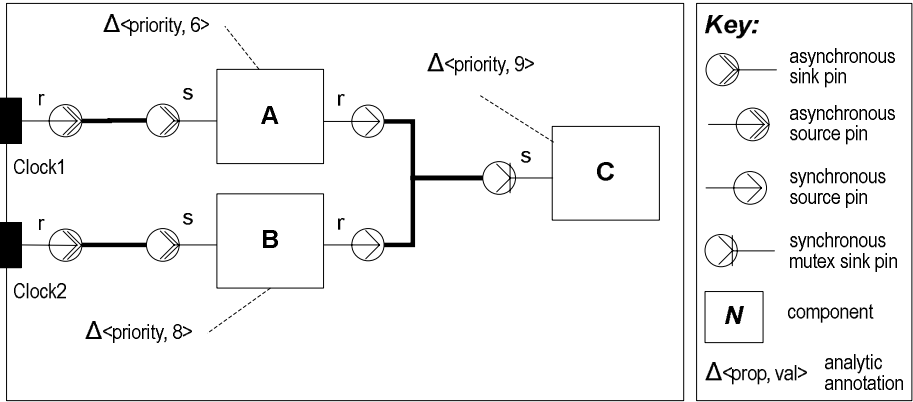 Δ<priority, 6>
Δ<priority, 9>
r
s
A
r
Clock1
s
C
r
s
B
r
Clock2
Δ<priority, 8>
Key:
asynchronous
sink pin
asynchronous
source pin
synchronous
source pin
synchronous
mutex sink pin
N
component
Δ<prop, val>
analytic
annotation